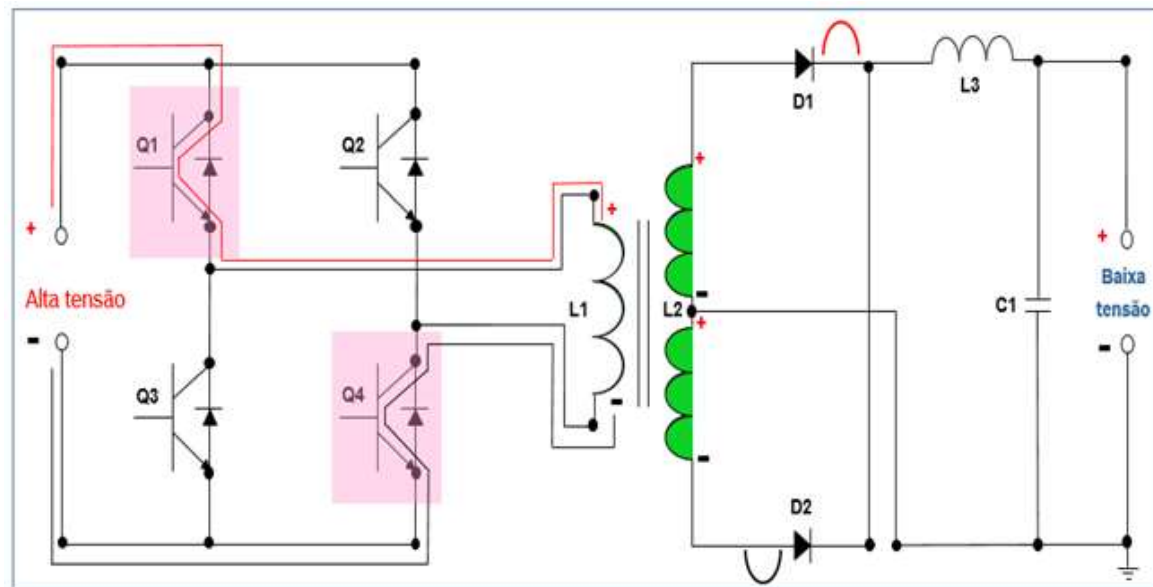 D1
L3
Q1
Q2
+
+
+
+
Alta tensão
-
L1
-
L2
+
C1
Baixa
tensão
-
Q3
Q4
-
-
D2